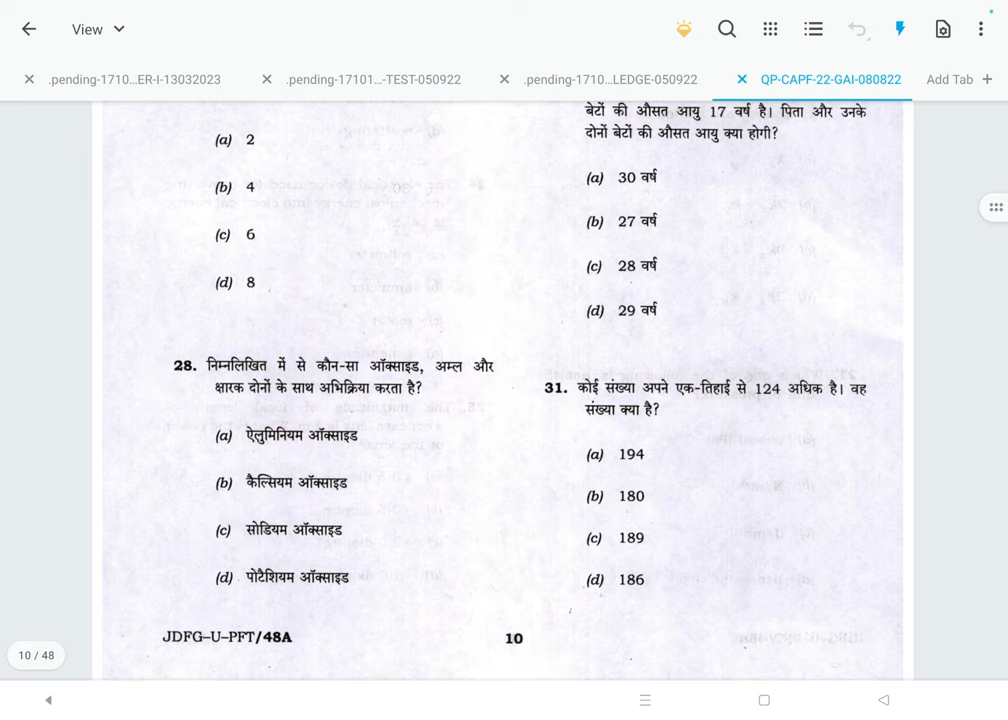 View
.pending-1710...ER-I-13032023
.pending-17101...-TEST-050922
.pending-1710...LEDGE-050922
QP-CAPF-22-GAI-080822
Add Tab +
(a) 2
(b) 4
(c) 6
(d) 8
28. निम्नलिखित में से कौन-सा ऑक्साइड, अम्ल और
क्षारक दोनों के साथ अभिक्रिया करता है?
(a) ऐलुमिनियम ऑक्साइड
(b) कैल्सियम ऑक्साइड
(c) सोडियम ऑक्साइड
(d) पोटैशियम ऑक्साइड
बेटों की औसत आयु 17 वर्ष है। पिता और उनके
दोनों बेटों की औसत आयु क्या होगी?
(a) 30 वर्ष
(b) 27 वर्ष
(c) 28 वर्ष
(d) 29 वर्ष
31. कोई संख्या अपने एक-तिहाई से 124 अधिक है। वह
संख्या क्या है?
(a) 194
(b) 180
(c) 189
(d) 186
JDFG-U-PFT/48A
10
10 / 48